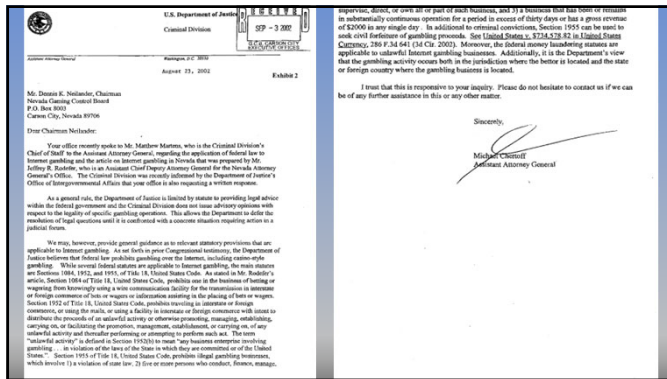 U.S. Department of Justice
Criminal Division
SEP - 3 2002
G.C.B. CARSON CITY
EXECUTIVE OFFICES
Assistant Attorney General
Washington, D.C. 20530
August 23, 2002
Exhibit 2
Mr. Dennis K. Neilander, Chairman
Nevada Gaming Control Board
P.O. Box 8003
Carson City, Nevada 89706
Dear Chairman Neilander:
Your office recently spoke to Mr. Matthew Martens, who is the Criminal Division's
Chief of Staff to the Assistant Attorney General, regarding the application of federal law to
Internet gambling and the article on Internet gambling in Nevada that was prepared by Mr.
Jeffrey R. Rodefer, who is an Assistant Chief Deputy Attorney General for the Nevada Attorney
General's Office. The Criminal Division was recently informed by the Department of Justice's
Office of Intergovernmental Affairs that your office is also requesting a written response.
As a general rule, the Department of Justice is limited by statute to providing legal advice
within the federal government and the Criminal Division does not issue advisory opinions with
respect to the legality of specific gambling operations. This allows the Department to defer the
resolution of legal questions until it is confronted with a concrete situation requiring action in a
judicial forum.
We may, however, provide general guidance as to relevant statutory provisions that are
applicable to Internet gambling. As set forth in prior Congressional testimony, the Department of
Justice believes that federal law prohibits gambling over the Internet, including casino-style
gambling. While several federal statutes are applicable to Internet gambling, the main statutes
are Sections 1084, 1952, and 1955, of Title 18, United States Code. As in Mr. Rodefer's
article, Section 1084 of Title 18, United States Code, prohibits one in the business of betting or
wagering from knowingly using a wire communication facility for the transmission in interstate
or foreign commerce of bets or wagers or information assisting in the placing of bets or wagers.
Section 1952 of Title 18, United States Code, prohibits traveling in interstate or foreign
commerce, or using the mails, or using a facility in interstate or foreign commerce with intent to
distribute the proceeds of an unlawful activity or otherwise promoting, managing, establishing,
carrying on, or facilitating the promotion, management, establishment, or carrying on, of any
unlawful activity and thereafter performing or attempting to perform such act. The term
"unlawful activity" is defined in Section 1952(b) to mean "any business enterprise involving
gambling . . . in violation of the laws of the State in which they are committed or of the United
States." Section 1955 of Title 18, United States Code, prohibits illegal gambling businesses,
which involve 1) a violation of state law, 2) five or more persons who conduct, finance, manage,
supervise, direct, or own all or part of such business, and 3) a business that has been or remains
in substantially continuous operation for a period in excess of thirty days or has a gross revenue
of $2000 in any single day. In additional to criminal convictions, Section 1955 can be used to
seek civil forfeiture of gambling proceeds. See United States v. $734,578.82 in United States
Currency, 286 F.3d 641 (3d Cir. 2002). Moreover, the federal money laundering statutes are
applicable to unlawful Internet gambling businesses. Additionally, it is the Department's view
that the gambling activity occurs both in the jurisdiction where the bettor is located and the state
or foreign country where the gambling business is located.
I trust that this is responsive to your inquiry. Please do not hesitate to contact us if we can
be of any further assistance in this or any other matter.
Sincerely,
Michael Chertoff
Assistant Attorney General